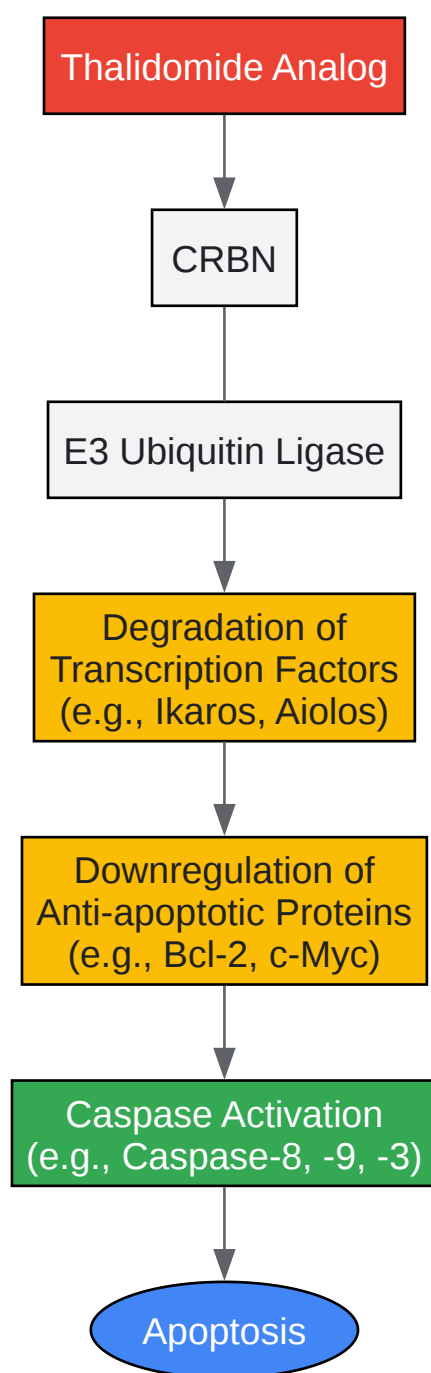 Thalidomide Analog
CRBN
E3 Ubiquitin Ligase
Degradation of
Transcription Factors
(e.g., Ikaros, Aiolos)
Downregulation of
Anti-apoptotic Proteins
(e.g., Bcl-2, c-Myc)
Caspase Activation
(e.g., Caspase-8, -9, -3)
Apoptosis